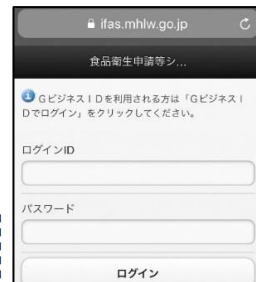 ifas.mhlw.go.jp
食品衛生申請等シ...
GビジネスIDを利用される方は「GビジネスI
Dでログイン」をクリックしてください。
ログインID
パスワード
ログイン